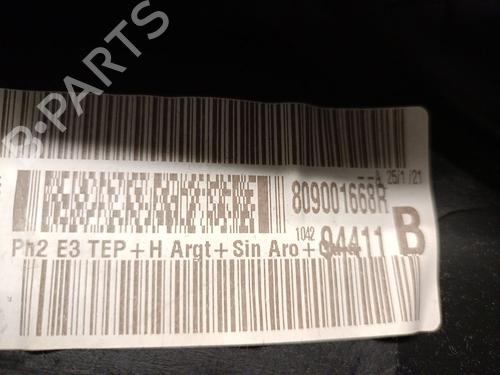 B-PARTS
25/1/21
809001668R
1042 94411 B
Ph2 E3 TEP + H Argt + Sin Aro +